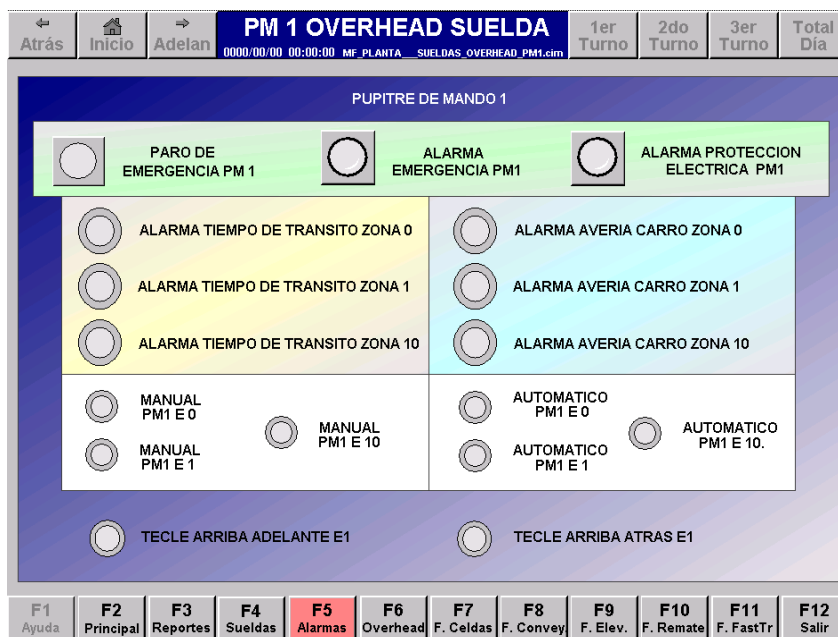 Atrás
Inicio
Adelan
PM 1 OVERHEAD SUELDA
0000/00/00 00:00:00 MF_PLANTA___SUELDAS_OVERHEAD_PM1.cim
1er
Turno
2do
Turno
3er
Turno
Total
Día
PUPITRE DE MANDO 1
PARO DE
EMERGENCIA PM 1
ALARMA
EMERGENCIA PM1
ALARMA PROTECCION
ELECTRICA PM1
ALARMA TIEMPO DE TRANSITO ZONA 0
ALARMA AVERIA CARRO ZONA 0
ALARMA TIEMPO DE TRANSITO ZONA 1
ALARMA AVERIA CARRO ZONA 1
ALARMA TIEMPO DE TRANSITO ZONA 10
ALARMA AVERIA CARRO ZONA 10
MANUAL
PM1 E 0
MANUAL
PM1 E 1
MANUAL
PM1 E 10
AUTOMATICO
PM1 E 0
AUTOMATICO
PM1 E 1
AUTOMATICO
PM1 E 10.
TECLE ARRIBA ADELANTE E1
TECLE ARRIBA ATRAS E1
F1
Ayuda
F2
Principal
F3
Reportes
F4
Sueldas
F5
Alarmas
F6
Overhead
F7
F. Celdas
F8
F. Convey.
F9
F. Elev.
F10
F. Remate
F11
F. FastTr
F12
Salir